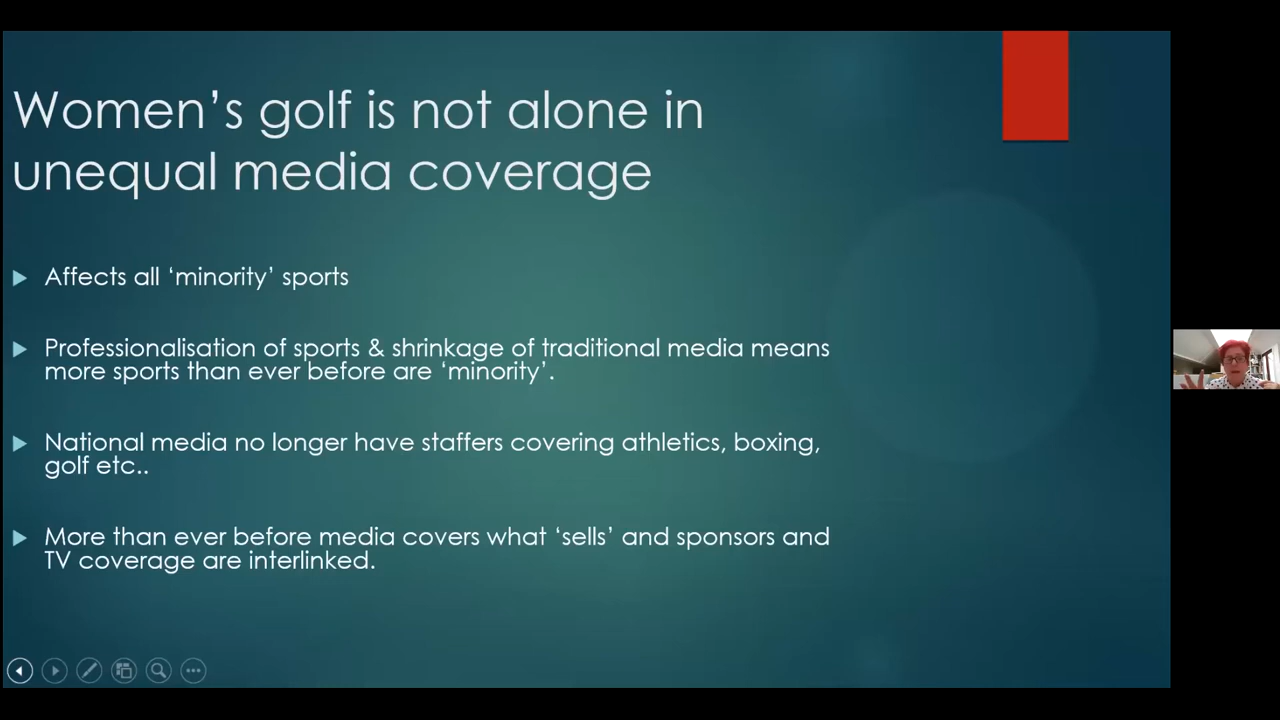 Women’s golf is not alone in
unequal media coverage
Affects all ‘minority’ sports
Professionalisation of sports & shrinkage of traditional media means
more sports than ever before are ‘minority’.
National media no longer have staffers covering athletics, boxing,
golf etc..
More than ever before media covers what ‘sells’ and sponsors and
TV coverage are interlinked.